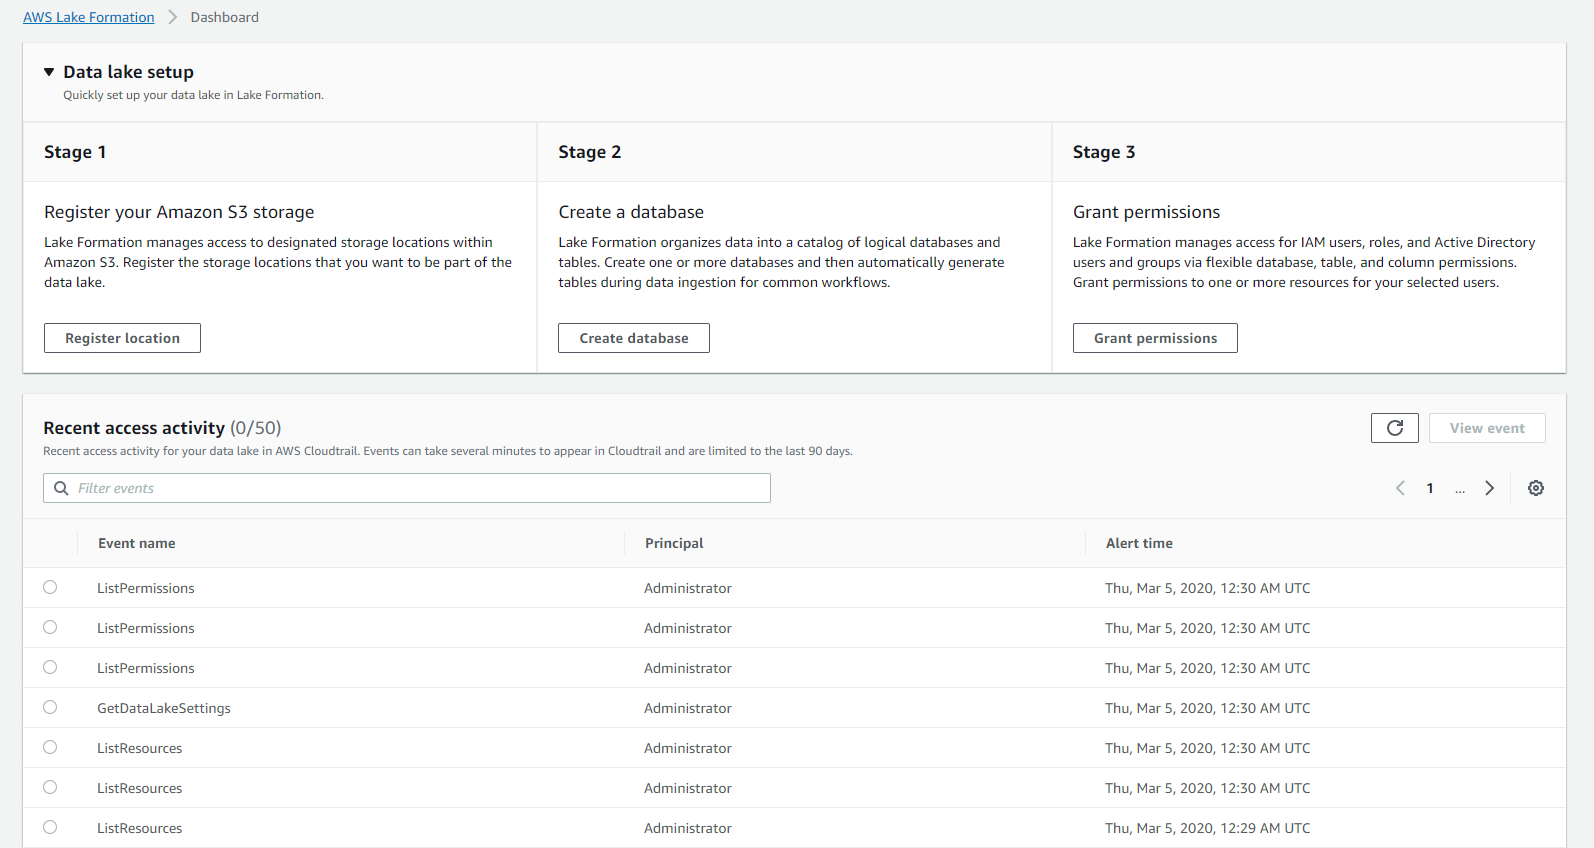 AWS Lake Formation > Dashboard
Data lake setup
Quickly set up your data lake in Lake Formation.
Stage 1
Register your Amazon S3 storage
Lake Formation manages access to designated storage locations within
Amazon S3. Register the storage locations that you want to be part of the
data lake.
Register location
Stage 2
Create a database
Lake Formation organizes data into a catalog of logical databases and
tables. Create one or more databases and then automatically generate
tables during data ingestion for common workflows.
Create database
Stage 3
Grant permissions
Lake Formation manages access for IAM users, roles, and Active Directory
users and groups via flexible database, table, and column permissions.
Grant permissions to one or more resources for your selected users.
Grant permissions
Recent access activity (0/50)
Recent access activity for your data lake in AWS Cloudtrail. Events can take several minutes to appear in Cloudtrail and are limited to the last 90 days.
View event
Filter events
1 ...
Event name Principal Alert time
ListPermissions Administrator Thu, Mar 5, 2020, 12:30 AM UTC
ListPermissions Administrator Thu, Mar 5, 2020, 12:30 AM UTC
ListPermissions Administrator Thu, Mar 5, 2020, 12:30 AM UTC
GetDataLakeSettings Administrator Thu, Mar 5, 2020, 12:30 AM UTC
ListResources Administrator Thu, Mar 5, 2020, 12:30 AM UTC
ListResources Administrator Thu, Mar 5, 2020, 12:30 AM UTC
ListResources Administrator Thu, Mar 5, 2020, 12:29 AM UTC